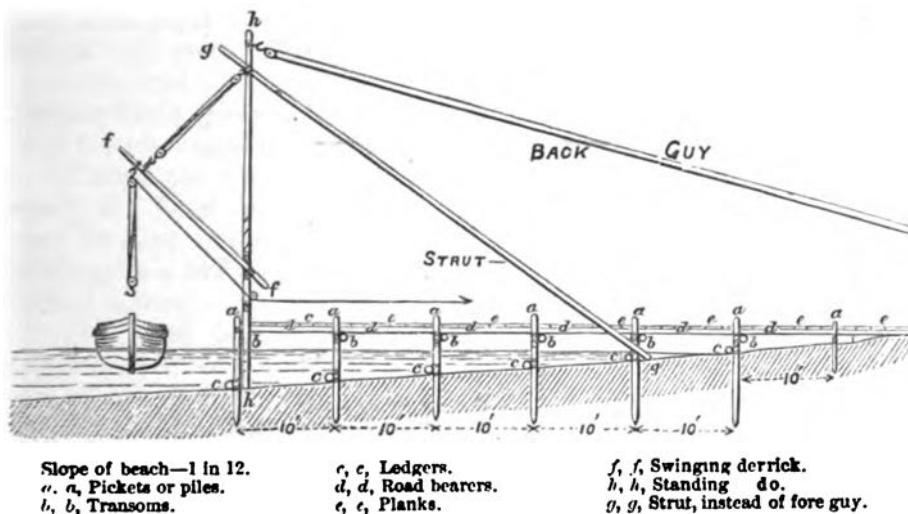 h
g
f
BACK GUY
STRUT
f
a c a e a e a e a e a e a e
d b d b d b d b d b d b d
c c c c c g c
h
10' 10' 10' 10' 10' 10'
Slope of beach—1 in 12.
a, a, Pickets or piles.
b, b, Transoms.
c, c, Ledgers.
d, d, Road bearers.
e, e, Planks.
f, f, Swinging derrick.
h, h, Standing do.
g, g, Strut, instead of fore guy.